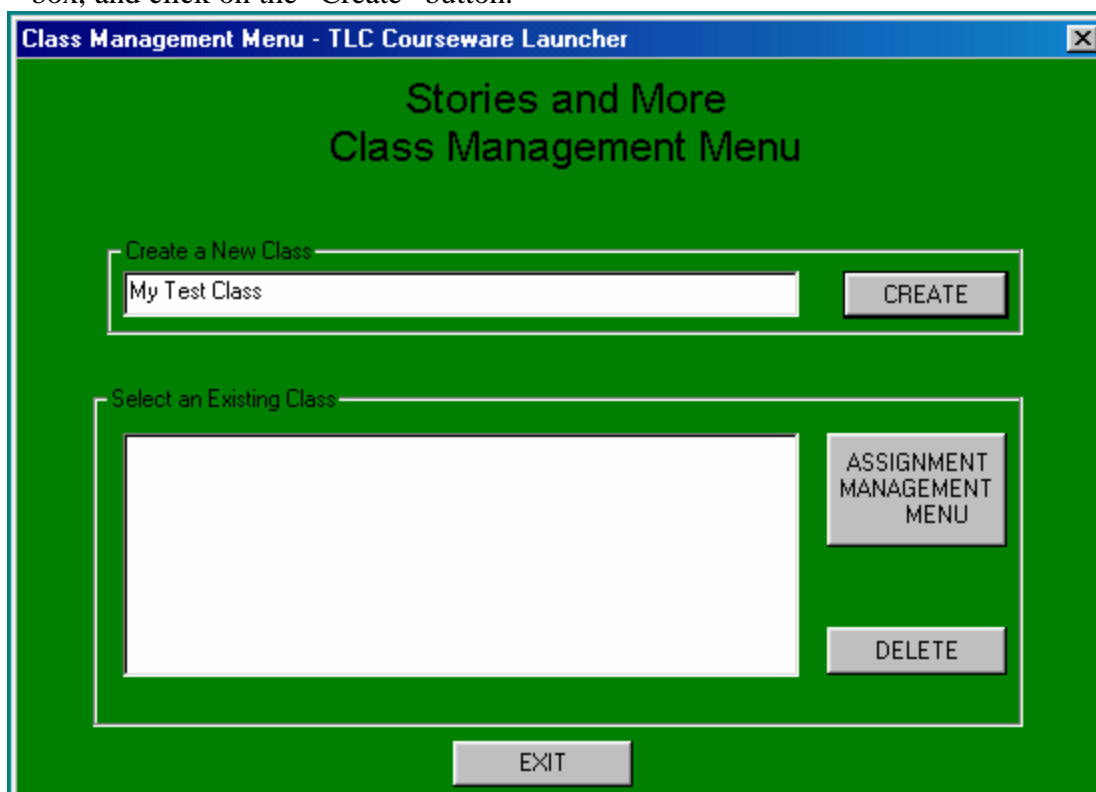 box, and click on the "Create" button.
Class Management Menu - TLC Courseware Launcher
Stories and More
Class Management Menu
Create a New Class
My Test Class
CREATE
Select an Existing Class
ASSIGNMENT
MANAGEMENT
MENU
DELETE
EXIT